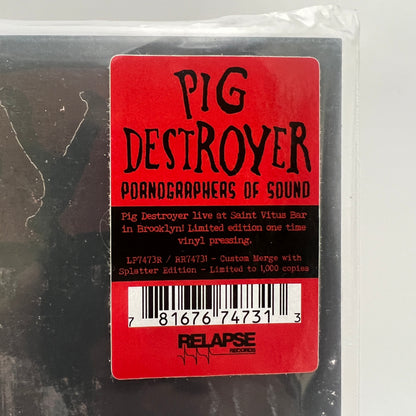 PIG
DESTROYER
PORNOGRAPHERS OF SOUND
Pig Destroyer live at Saint Vitus Bar
in Brooklyn! Limited edition one time
vinyl pressing.
LP7473R / RR74731 - Custom Merge with
Splatter Edition - Limited to 1,000 copies
7 81676 74731 3
RELAPSE
RECORDS